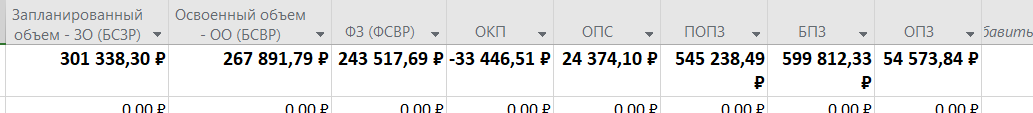 Запланированный объем - ЗО (БСЗР)
Освоенный объем - ОО (БСВР)
ФЗ (ФСВР)
ОКП
ОПС
ПОПЗ
БПЗ
ОПЗ
бавить
301 338,30 ₽
267 891,79 ₽
243 517,69 ₽
-33 446,51 ₽
24 374,10 ₽
545 238,49 ₽
599 812,33 ₽
54 573,84 ₽
0,00 ₽
0,00 ₽
0,00 ₽
0,00 ₽
0,00 ₽
0,00 ₽
0,00 ₽
0,00 ₽